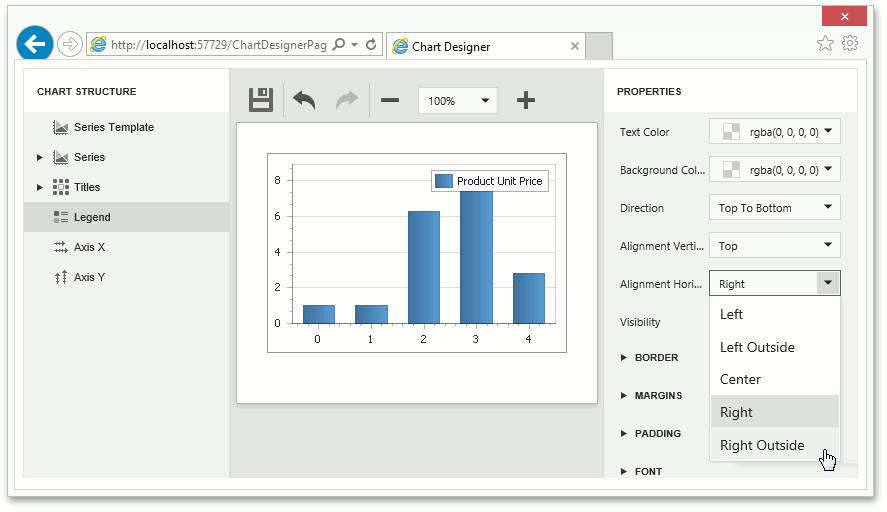 http://localhost:57729/ChartDesignerPag
Chart Designer
CHART STRUCTURE
Series Template
Series
Titles
Legend
Axis X
Axis Y
100%
Product Unit Price
8
6
4
2
0
0 1 2 3 4
PROPERTIES
Text Color rgba(0, 0, 0, 0)
Background Col... rgba(0, 0, 0, 0)
Direction Top To Bottom
Alignment Verti... Top
Alignment Hori... Right
Visibility
Left
Left Outside
Center
Right
Right Outside
BORDER
MARGINS
PADDING
FONT